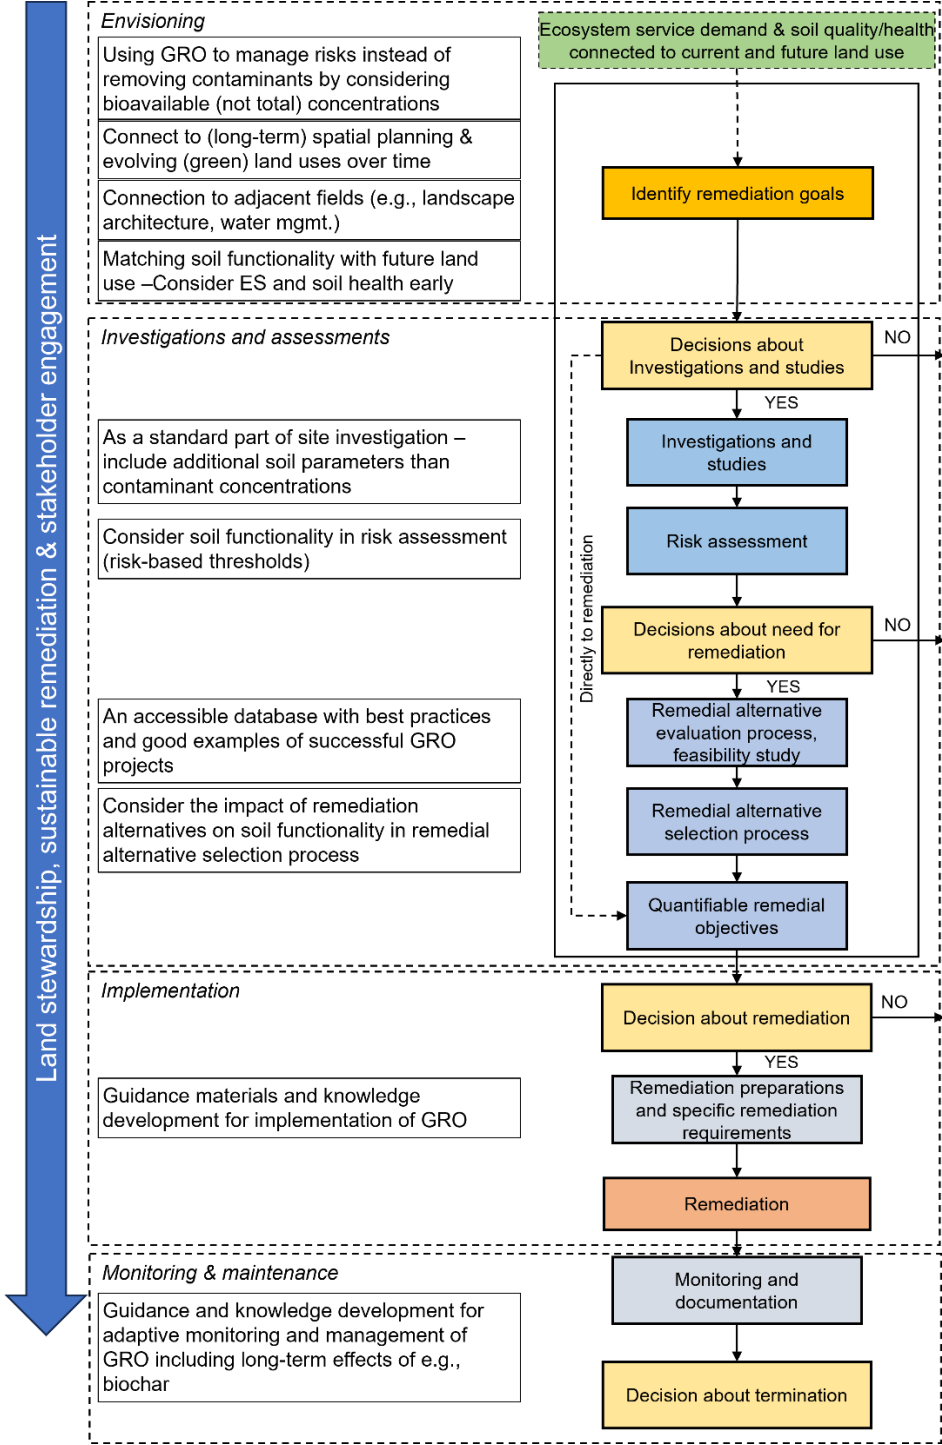 Land stewardship, sustainable remediation & stakeholder engagement
Envisioning
Using GRO to manage risks instead of
removing contaminants by considering
bioavailable (not total) concentrations
Connect to (long-term) spatial planning &
evolving (green) land uses over time
Connection to adjacent fields (e.g., landscape
architecture, water mgmt.)
Matching soil functionality with future land
use –Consider ES and soil health early
Ecosystem service demand & soil quality/health
connected to current and future land use
Identify remediation goals
Investigations and assessments
As a standard part of site investigation –
include additional soil parameters than
contaminant concentrations
Consider soil functionality in risk assessment
(risk-based thresholds)
An accessible database with best practices
and good examples of successful GRO
projects
Consider the impact of remediation
alternatives on soil functionality in remedial
alternative selection process
Decisions about
Investigations and studies
NO
YES
Investigations and
studies
Risk assessment
Directly to remediation
Decisions about need for
remediation
NO
YES
Remedial alternative
evaluation process,
feasibility study
Remedial alternative
selection process
Quantifiable remedial
objectives
Implementation
Guidance materials and knowledge
development for implementation of GRO
Decision about remediation
NO
YES
Remediation preparations
and specific remediation
requirements
Remediation
Monitoring & maintenance
Guidance and knowledge development for
adaptive monitoring and management of
GRO including long-term effects of e.g.,
biochar
Monitoring and
documentation
Decision about termination